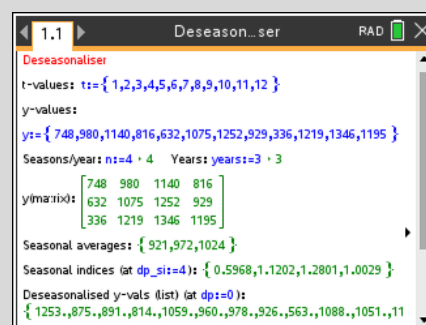 1.1 Deseason...ser RAD
Deseasonaliser
t-values: t:={ 1,2,3,4,5,6,7,8,9,10,11,12 }
y-values:
y:={ 748,980,1140,816,632,1075,1252,929,336,1219,1346,1195 }
Seasons/year: n:=4 ▸ 4 Years: years:=3 ▸ 3
748 980 1140 816
y(matrix): 632 1075 1252 929
336 1219 1346 1195
Seasonal averages: { 921,972,1024 }
Seasonal indices (at dp_si:=4): { 0.5968,1.1202,1.2801,1.0029 }
Deseasonalised y-vals (list) (at dp:=0):
{ 1253.,875.,891.,814.,1059.,960.,978.,926.,563.,1088.,1051.,11